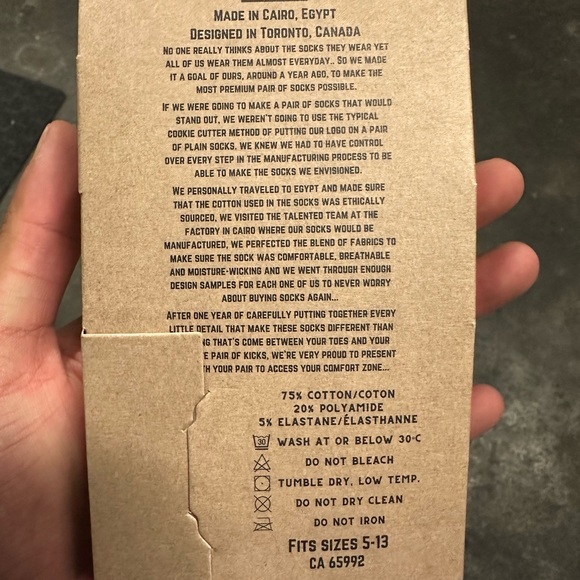 Made in Cairo, Egypt
Designed in Toronto, Canada
No one really thinks about the socks they wear yet
all of us wear them almost everyday.. So we made
it a goal of ours, around a year ago, to make the
most premium pair of socks possible.
If we were going to make a pair of socks that would
stand out, we weren't going to use the typical
cookie cutter method of putting our logo on a pair
of plain socks, we knew we had to have control
over every step in the manufacturing process to be
able to make the socks we envisioned.
We personally traveled to Egypt and made sure
that the cotton used in the socks was ethically
sourced, we visited the talented team at the
factory in Cairo where our socks would be
manufactured, we perfected the blend of fabrics to
make sure the sock was comfortable, breathable
and moisture-wicking and we went through enough
design samples for each one of us to never worry
about buying socks again...
After one year of carefully putting together every
little detail that make these socks different than
that's come between your toes and your
pair of kicks, we're very proud to present
your pair to access your comfort zone...
75% COTTON/COTON
20% POLYAMIDE
5% ELASTANE/ÉLASTHANNE
30 WASH AT OR BELOW 30·C
DO NOT BLEACH
TUMBLE DRY, LOW TEMP.
DO NOT DRY CLEAN
DO NOT IRON
Fits sizes 5-13
CA 65992